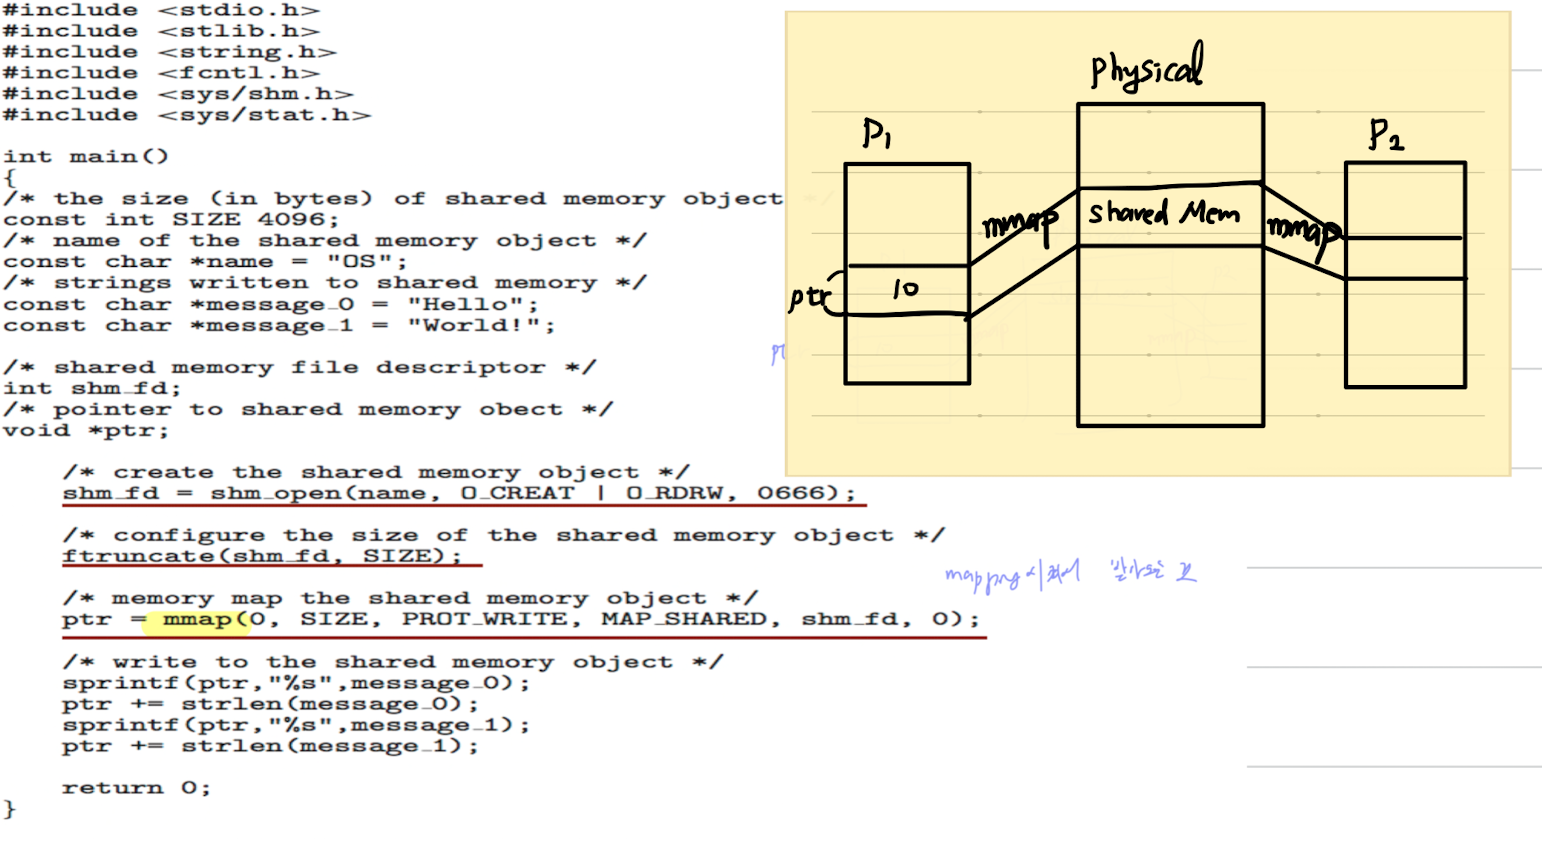 #include <stdio.h>
#include <stlib.h>
#include <string.h>
#include <fcntl.h>
#include <sys/shm.h>
#include <sys/stat.h>
int main()
{
/* the size (in bytes) of shared memory object
const int SIZE 4096;
/* name of the shared memory object */
const char *name = "OS";
/* strings written to shared memory */
const char *message_0 = "Hello";
const char *message_1 = "World!";
/* shared memory file descriptor */
int shm_fd;
/* pointer to shared memory obect */
void *ptr;
/* create the shared memory object */
shm_fd = shm_open(name, O_CREAT | O_RDRW, 0666);
/* configure the size of the shared memory object */
ftruncate(shm_fd, SIZE);
/* memory map the shared memory object */
ptr = mmap(0, SIZE, PROT_WRITE, MAP_SHARED, shm_fd, 0);
/* write to the shared memory object */
sprintf(ptr,"%s",message_0);
ptr += strlen(message_0);
sprintf(ptr,"%s",message_1);
ptr += strlen(message_1);
return 0;
}
physical
P1
P2
mmap
shared Mem
mmap
ptr
10
mapping